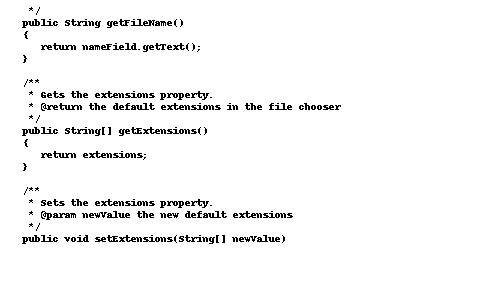 */
public String getFileName()
{
return nameField.getText();
}
/**
* Gets the extensions property.
* @return the default extensions in the file chooser
*/
public String[] getExtensions()
{
return extensions;
}
/**
* Sets the extensions property.
* @param newValue the new default extensions
*/
public void setExtensions(String[] newValue)